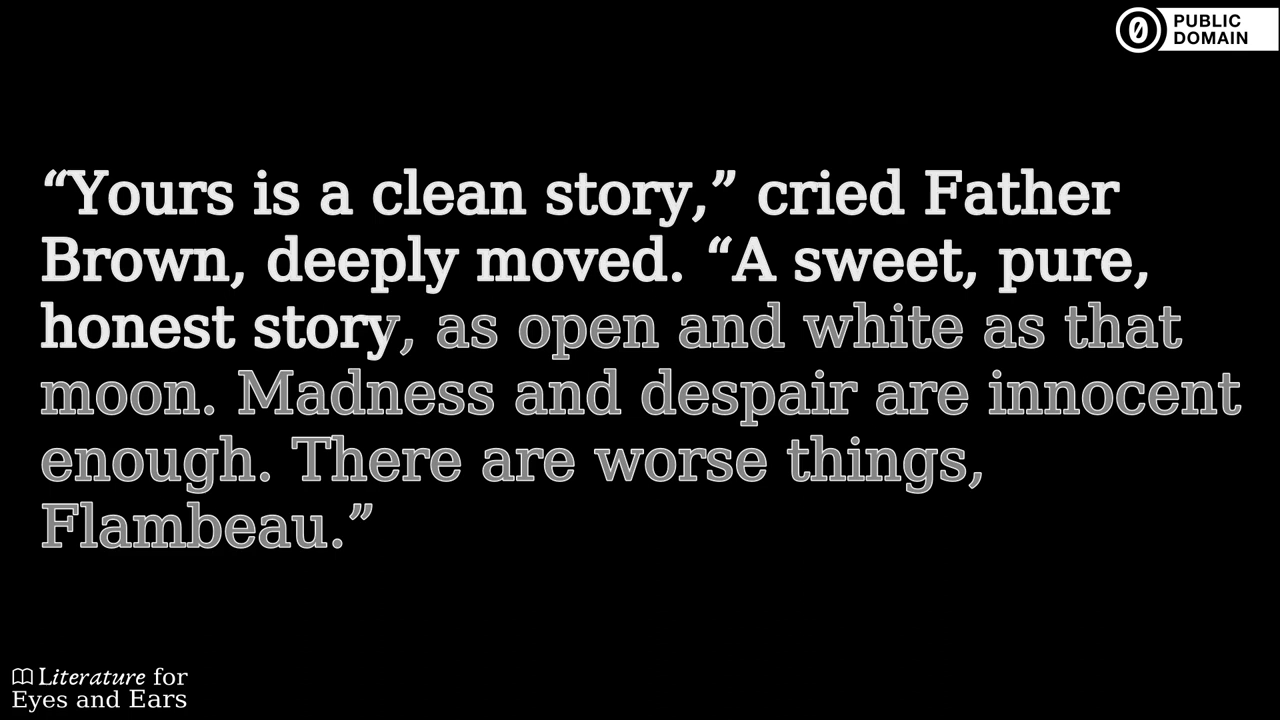 PUBLIC
DOMAIN
“Yours is a clean story,” cried Father
Brown, deeply moved. “A sweet, pure,
honest story, as open and white as that
moon. Madness and despair are innocent
enough. There are worse things,
Flambeau.”
Literature for
Eyes and Ears